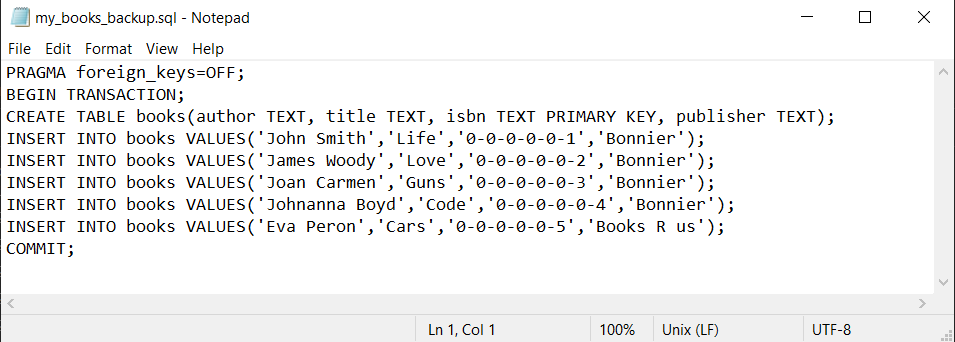 my_books_backup.sql - Notepad
File Edit Format View Help
PRAGMA foreign_keys=OFF;
BEGIN TRANSACTION;
CREATE TABLE books(author TEXT, title TEXT, isbn TEXT PRIMARY KEY, publisher TEXT);
INSERT INTO books VALUES('John Smith','Life','0-0-0-0-0-1','Bonnier');
INSERT INTO books VALUES('James Woody','Love','0-0-0-0-0-2','Bonnier');
INSERT INTO books VALUES('Joan Carmen','Guns','0-0-0-0-0-3','Bonnier');
INSERT INTO books VALUES('Johnanna Boyd','Code','0-0-0-0-0-4','Bonnier');
INSERT INTO books VALUES('Eva Peron','Cars','0-0-0-0-0-5','Books R us');
COMMIT;
Ln 1, Col 1 100% Unix (LF) UTF-8